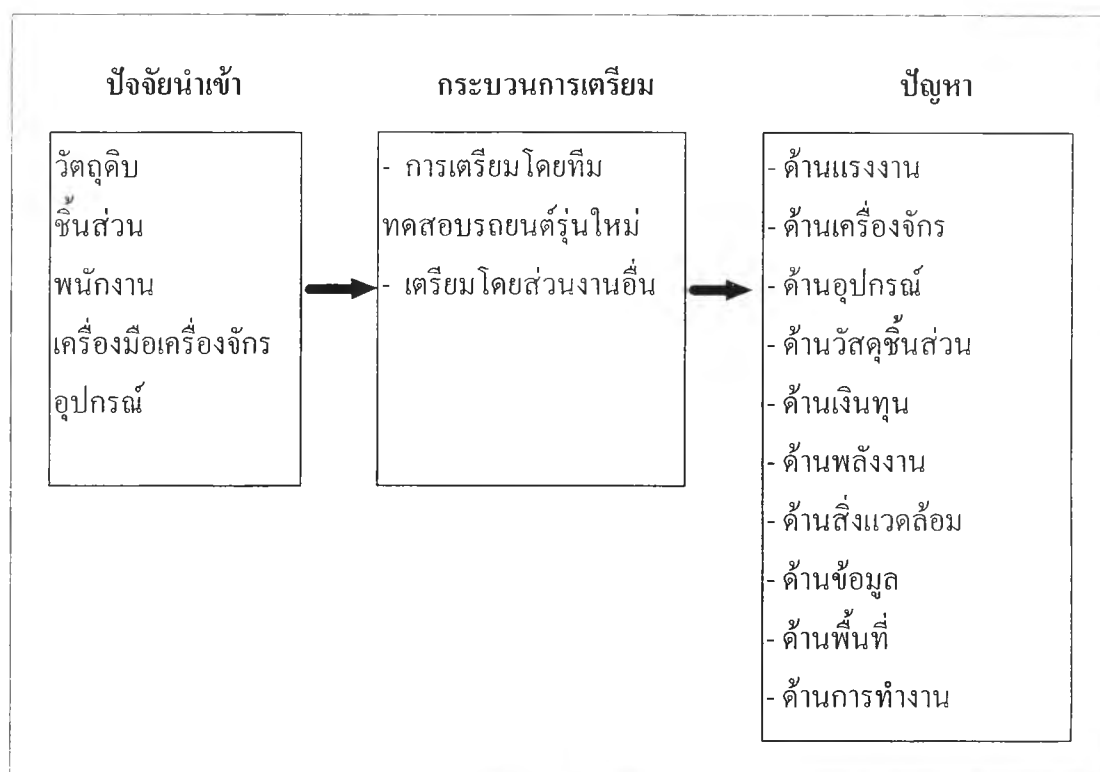 ปัจจัยนำเข้า
วัตถุดิบ
ชิ้นส่วน
พนักงาน
เครื่องมือเครื่องจักร
อุปกรณ์
กระบวนการเตรียม
- การเตรียมโดยทีม
ทดสอบรถยนต์รุ่นใหม่
- เตรียมโดยส่วนงานอื่น
ปัญหา
- ด้านแรงงาน
- ด้านเครื่องจักร
- ด้านอุปกรณ์
- ด้านวัสดุชิ้นส่วน
- ด้านเงินทุน
- ด้านพลังงาน
- ด้านสิ่งแวดล้อม
- ด้านข้อมูล
- ด้านพื้นที่
- ด้านการทำงาน